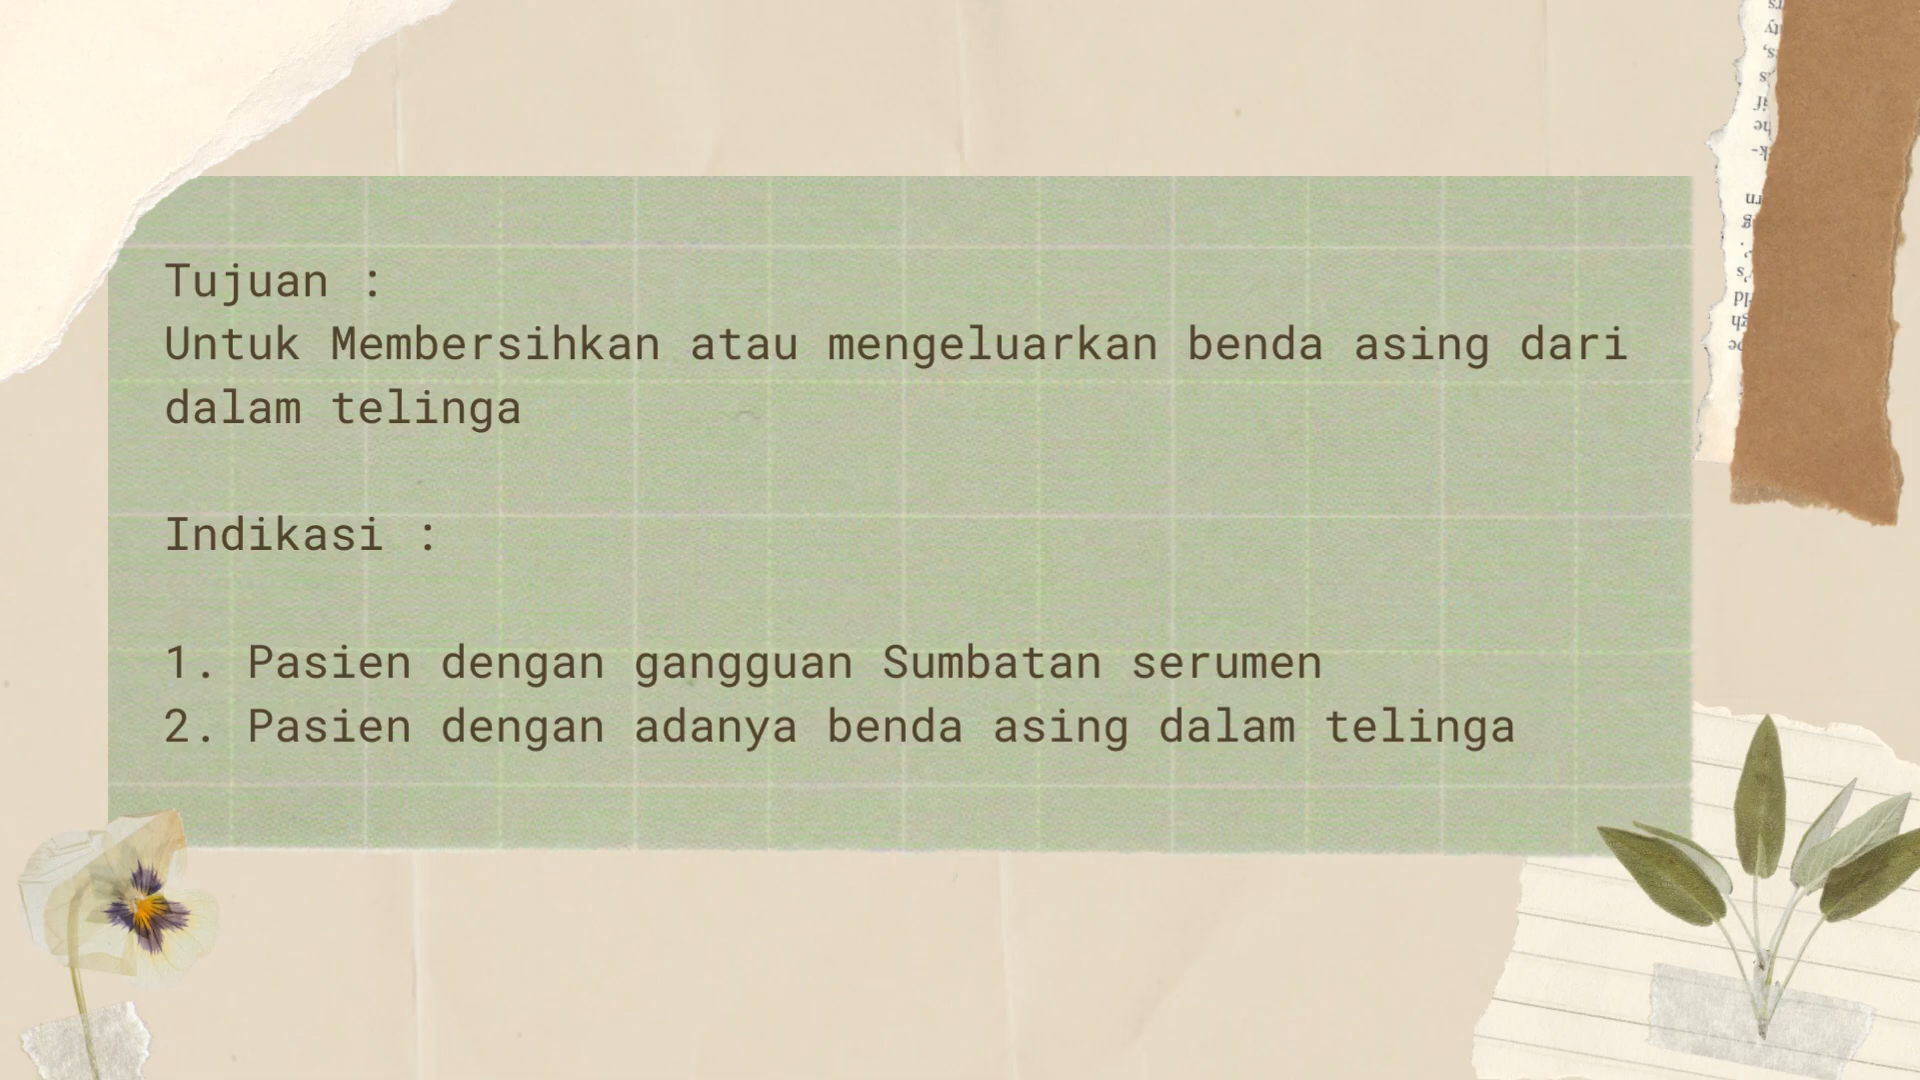 Tujuan :
Untuk Membersihkan atau mengeluarkan benda asing dari
dalam telinga
Indikasi :
1. Pasien dengan gangguan Sumbatan serumen
2. Pasien dengan adanya benda asing dalam telinga